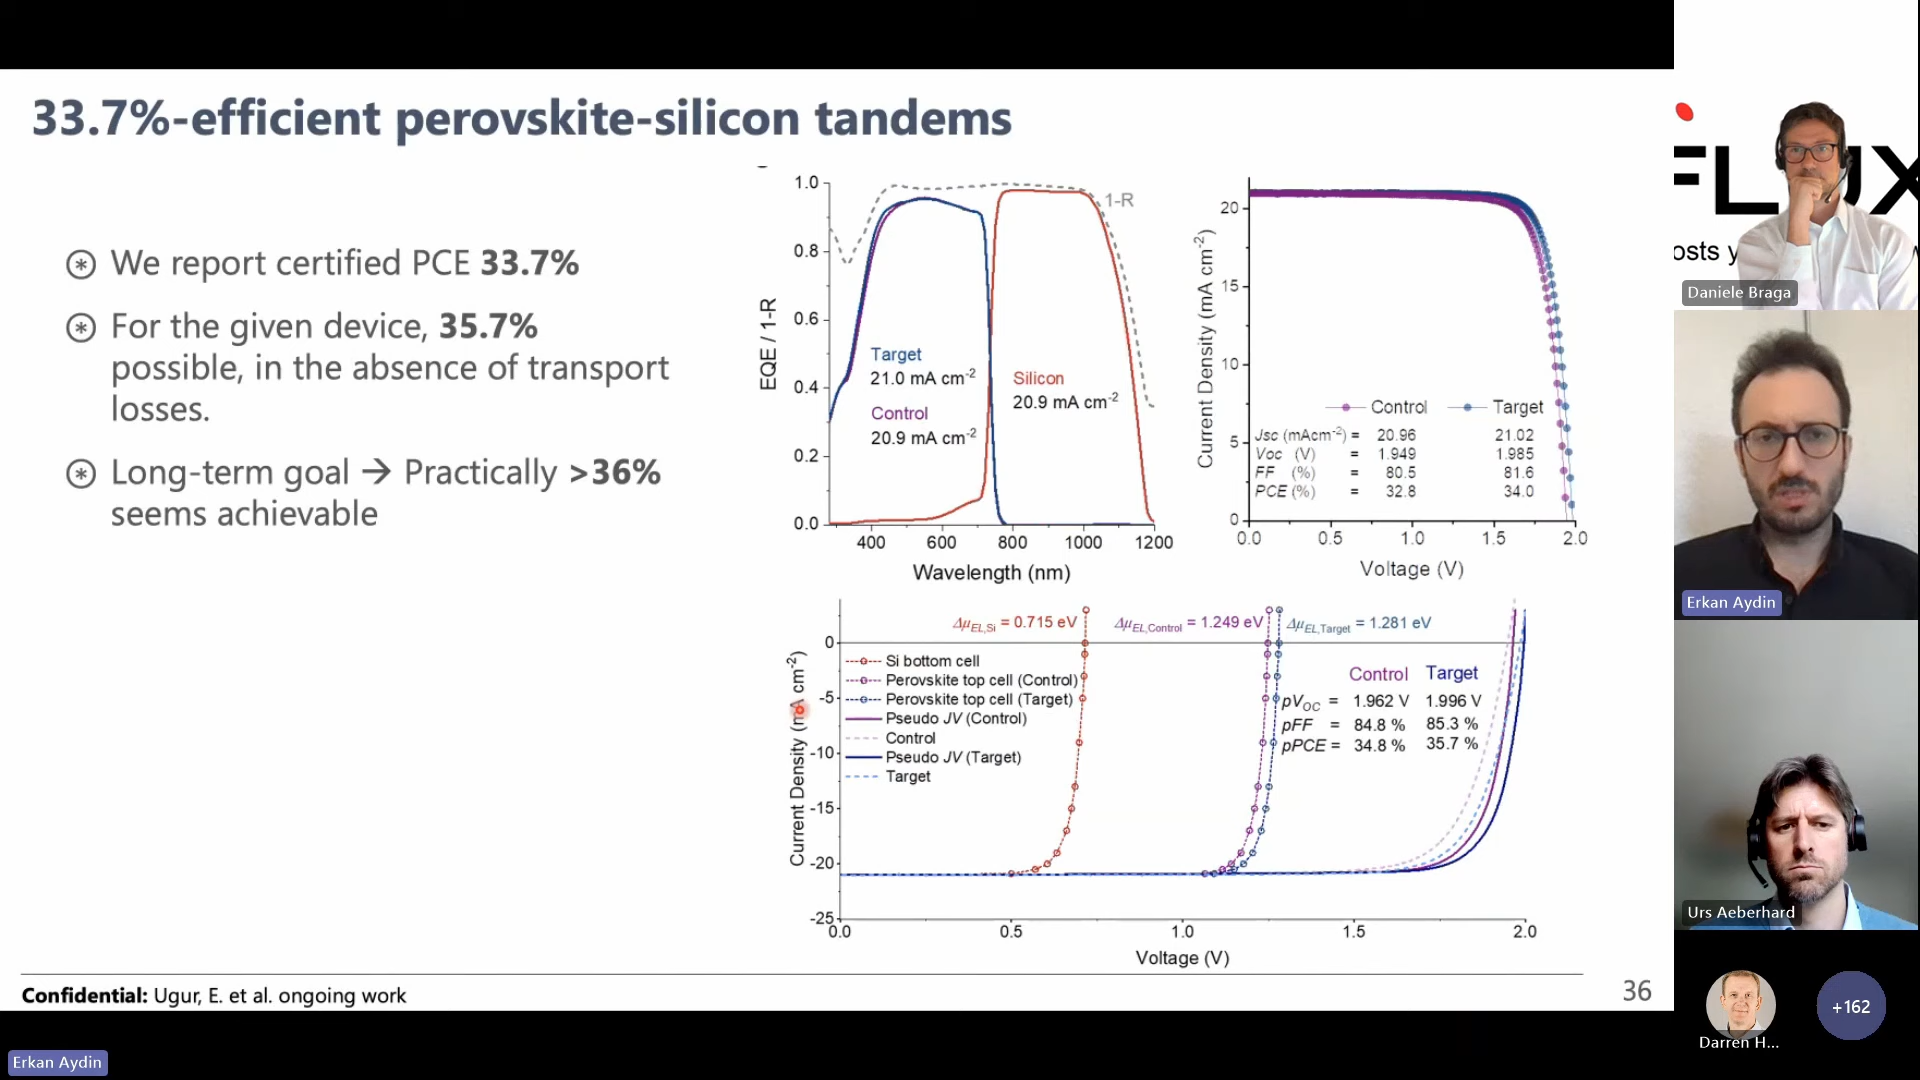 33.7%-efficient perovskite-silicon tandems
We report certified PCE 33.7%
For the given device, 35.7%
possible, in the absence of transport
losses.
Long-term goal → Practically >36%
seems achievable
1.0
0.8
0.6
0.4
0.2
0.0
EQE / 1-R
1-R
Target
21.0 mA cm-2
Control
20.9 mA cm-2
Silicon
20.9 mA cm-2
400 600 800 1000 1200
Wavelength (nm)
20
15
10
5
0
Current Density (mA cm-2)
Control Target
Jsc (mAcm-2) = 20.96 21.02
Voc (V) = 1.949 1.985
FF (%) = 80.5 81.6
PCE (%) = 32.8 34.0
0.0 0.5 1.0 1.5 2.0
Voltage (V)
ΔμEL,Si = 0.715 eV ΔμEL,Control = 1.249 eV ΔμEL,Target = 1.281 eV
0
-5
-10
-15
-20
-25
Current Density (mA cm-2)
Si bottom cell
Perovskite top cell (Control)
Perovskite top cell (Target)
Pseudo JV (Control)
Control
Pseudo JV (Target)
Target
Control Target
pVOC = 1.962 V 1.996 V
pFF = 84.8 % 85.3 %
pPCE = 34.8 % 35.7 %
0.0 0.5 1.0 1.5 2.0
Voltage (V)
Confidential: Ugur, E. et al. ongoing work
36
Erkan Aydin
Daniele Braga
Erkan Aydin
Urs Aeberhard
Darren H...
+162